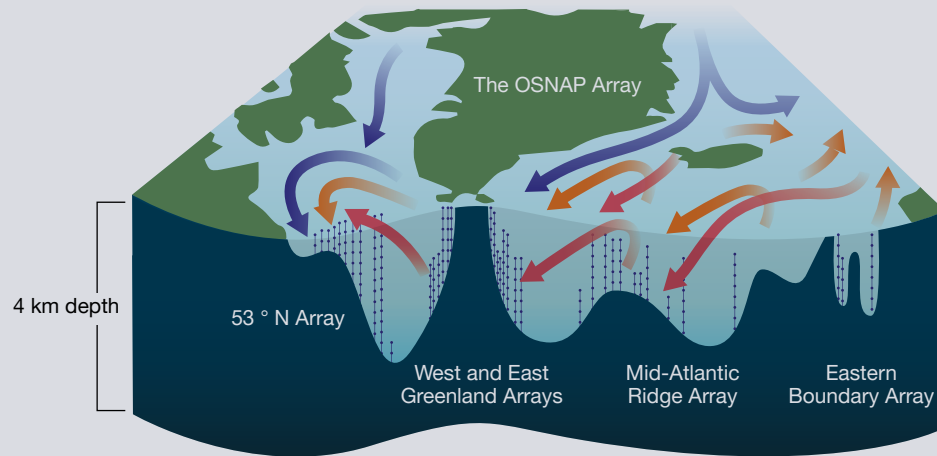 The OSNAP Array
4 km depth
53 ° N Array
West and East
Greenland Arrays
Mid-Atlantic
Ridge Array
Eastern
Boundary Array